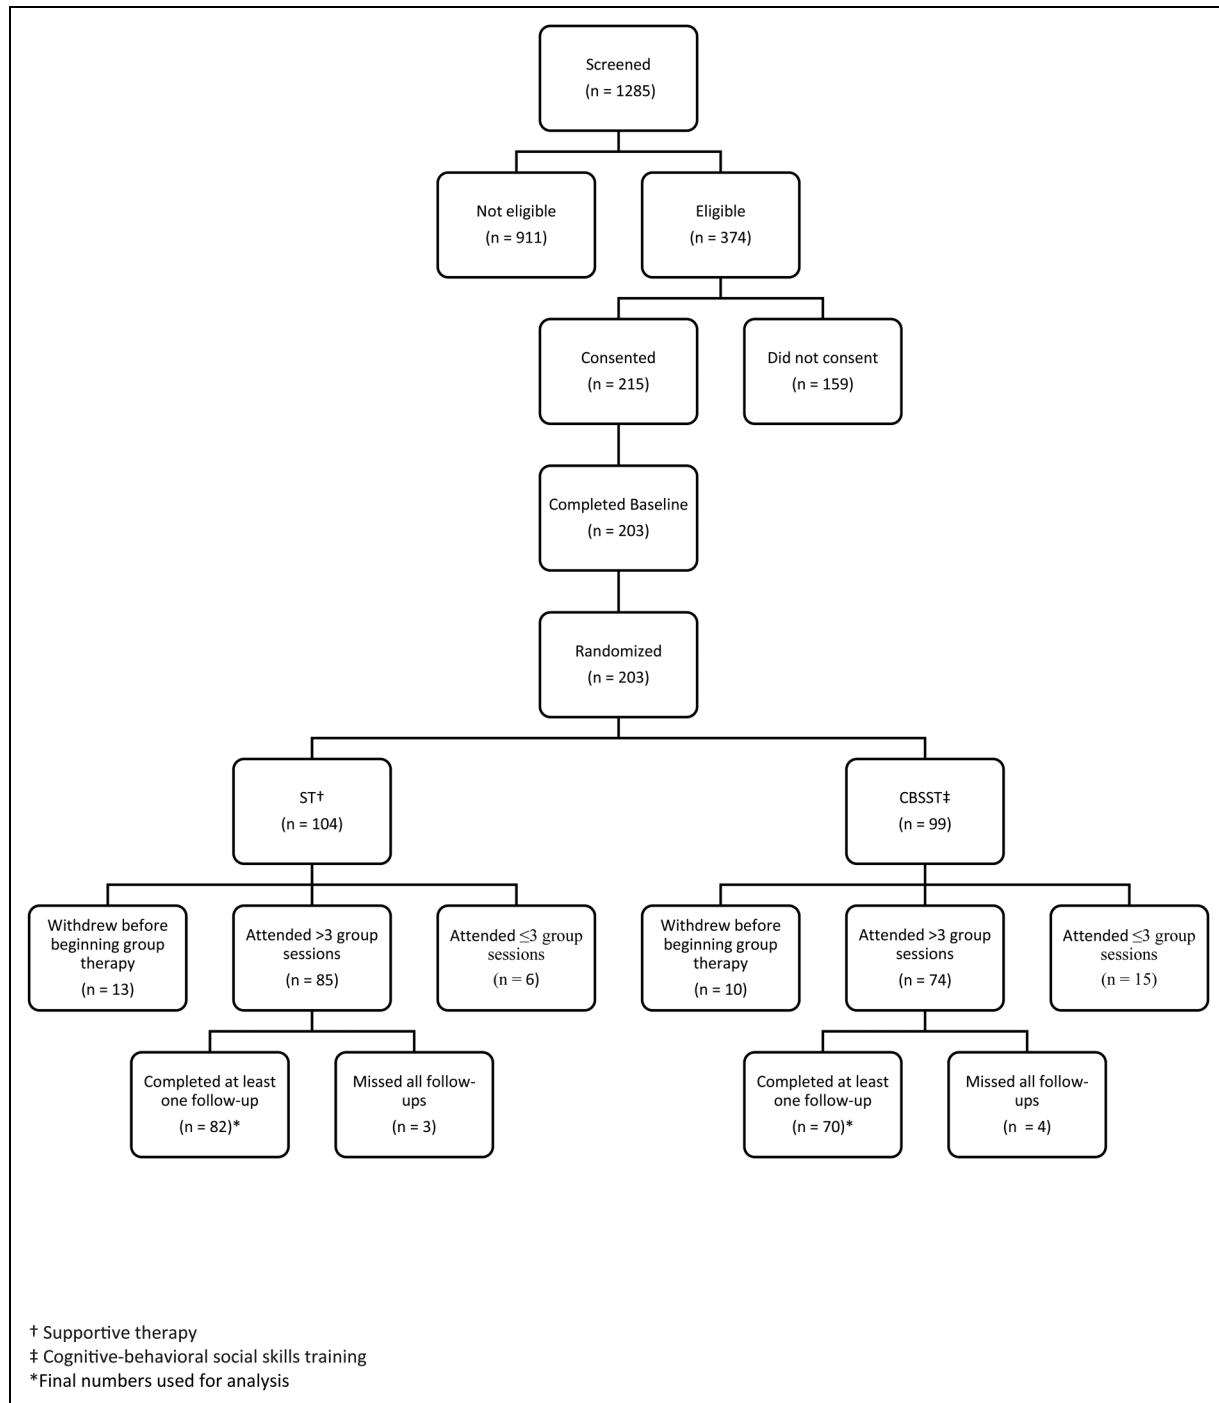 Screened
(n = 1285)
Not eligible
(n = 911)
Eligible
(n = 374)
Consented
(n = 215)
Did not consent
(n = 159)
Completed Baseline
(n = 203)
Randomized
(n = 203)
ST†
(n = 104)
CBSST‡
(n = 99)
Withdrew before
beginning group
therapy
(n = 13)
Attended >3 group
sessions
(n = 85)
Attended ≤3 group
sessions
(n = 6)
Withdrew before
beginning group
therapy
(n = 10)
Attended >3 group
sessions
(n = 74)
Attended ≤3 group
sessions
(n = 15)
Completed at least
one follow-up
(n = 82)*
Missed all follow-
ups
(n = 3)
Completed at least
one follow-up
(n = 70)*
Missed all follow-
ups
(n  = 4)
† Supportive therapy
‡ Cognitive-behavioral social skills training
*Final numbers used for analysis